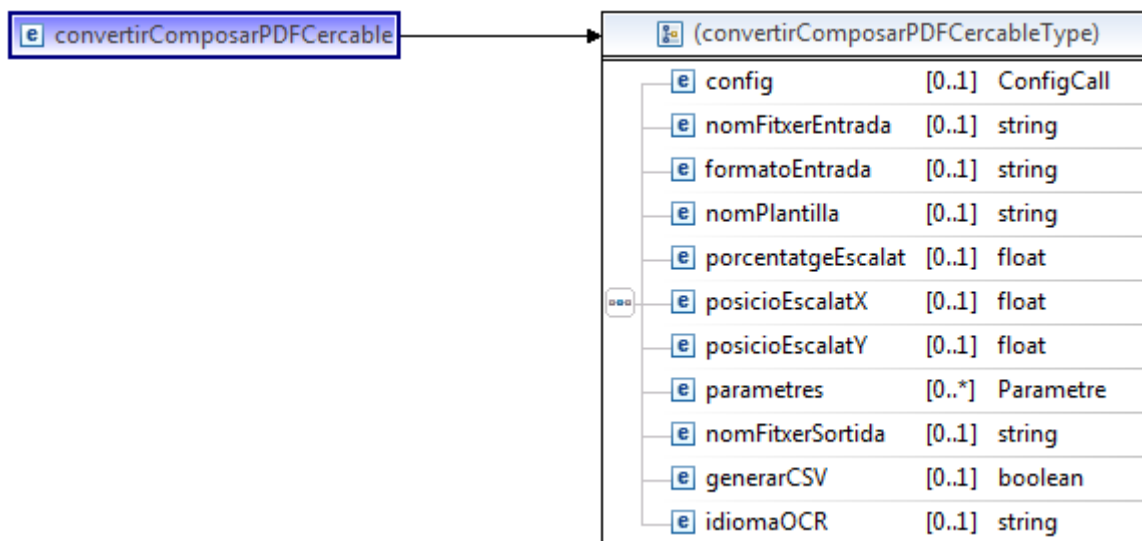 e convertirComposarPDFCercable
(convertirComposarPDFCercableType)
e config [0..1] ConfigCall
e nomFitxerEntrada [0..1] string
e formatoEntrada [0..1] string
e nomPlantilla [0..1] string
e porcentatgeEscalat [0..1] float
e posicioEscalatX [0..1] float
e posicioEscalatY [0..1] float
e parametres [0..*] Parametre
e nomFitxerSortida [0..1] string
e generarCSV [0..1] boolean
e idiomaOCR [0..1] string